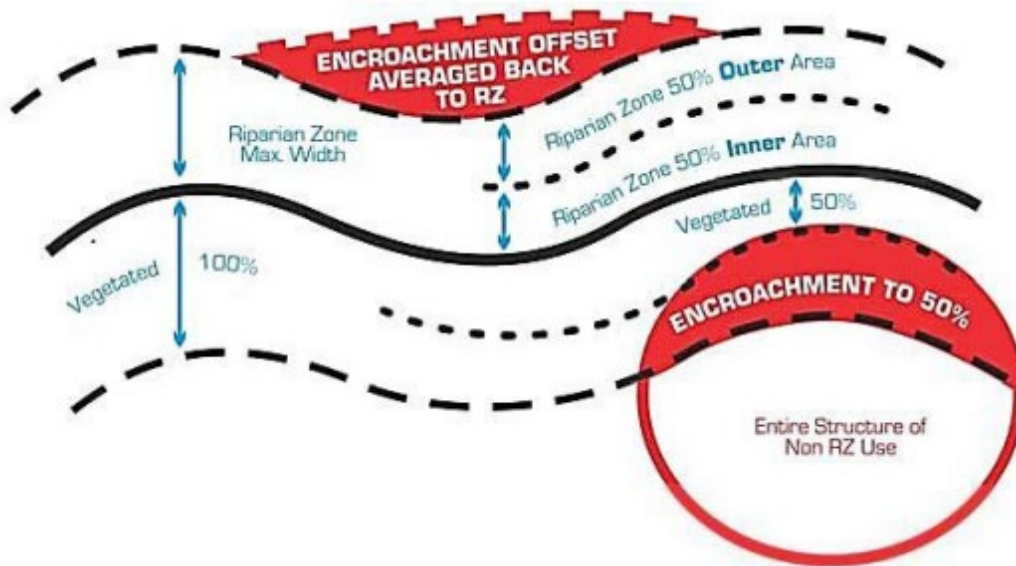 ENCROACHMENT OFFSET
AVERAGED BACK
TO RZ
Riparian Zone
Max. Width
Riparian Zone 50% Outer Area
Riparian Zone 50% Inner Area
Vegetated
50%
Vegetated
100%
ENCROACHMENT TO 50%
Entire Structure of
Non RZ Use